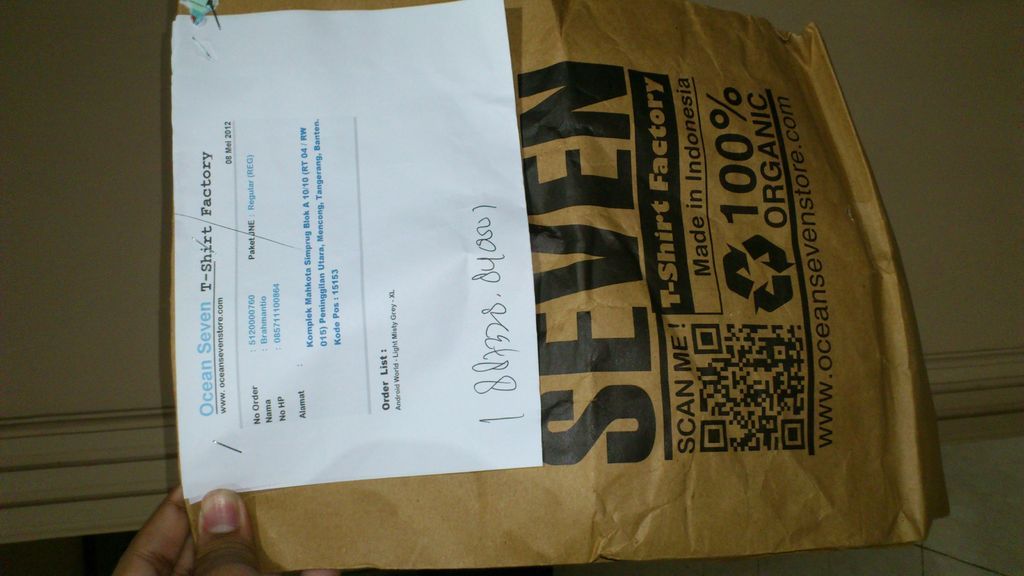 Ocean Seven T-Shirt Factory
www. oceansevenstore.com
08 Mei 2012
No Order : 5120000760 PaketJNE : Regular (REG)
Nama : Brahmantio
No HP : 085711100864
Alamat :
Komplek Mahkota Simprug Blok A 10/10 (RT 04 / RW
015) Peninggilan Utara, Mencong, Tangerang, Banten.
Kode Pos : 15153
Order List :
Android World - Light Misty Grey - XL
SEVEN
T-Shirt Factory
Made in Indonesia
SCAN ME !
100%
ORGANIC
www.oceansevenstore.com